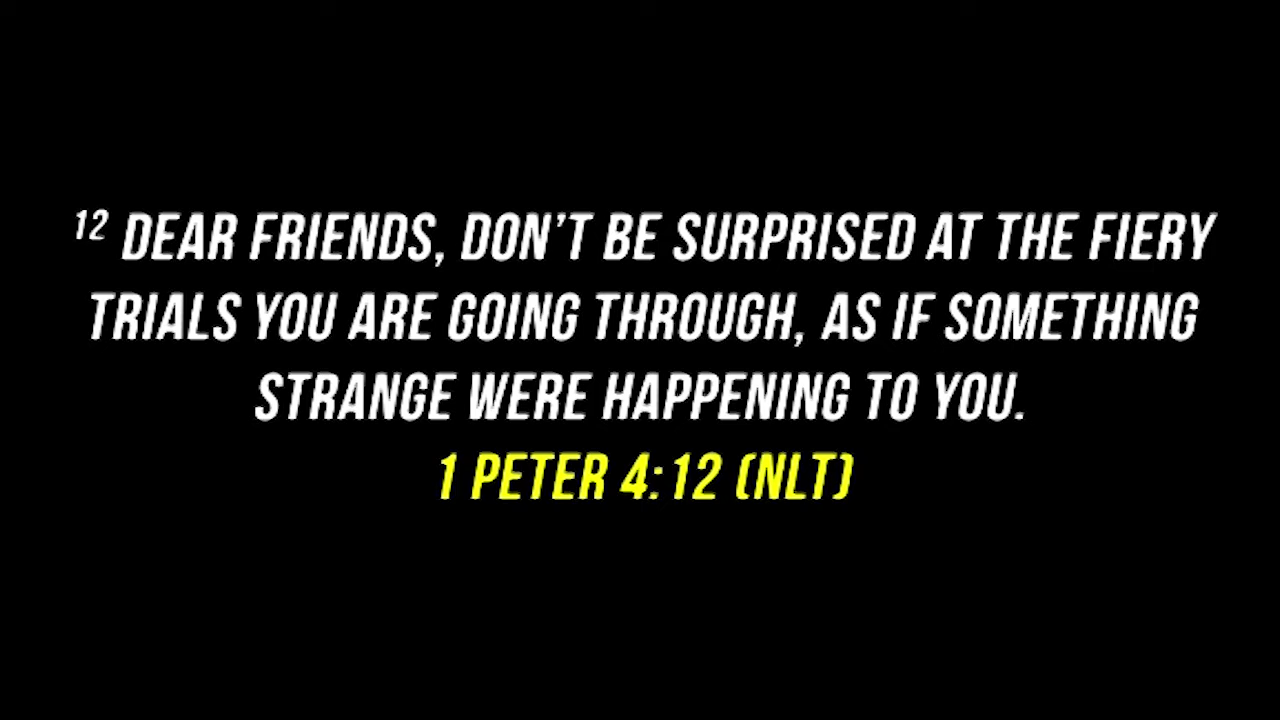 ¹² DEAR FRIENDS, DON'T BE SURPRISED AT THE FIERY
TRIALS YOU ARE GOING THROUGH, AS IF SOMETHING
STRANGE WERE HAPPENING TO YOU.
1 PETER 4:12 (NLT)